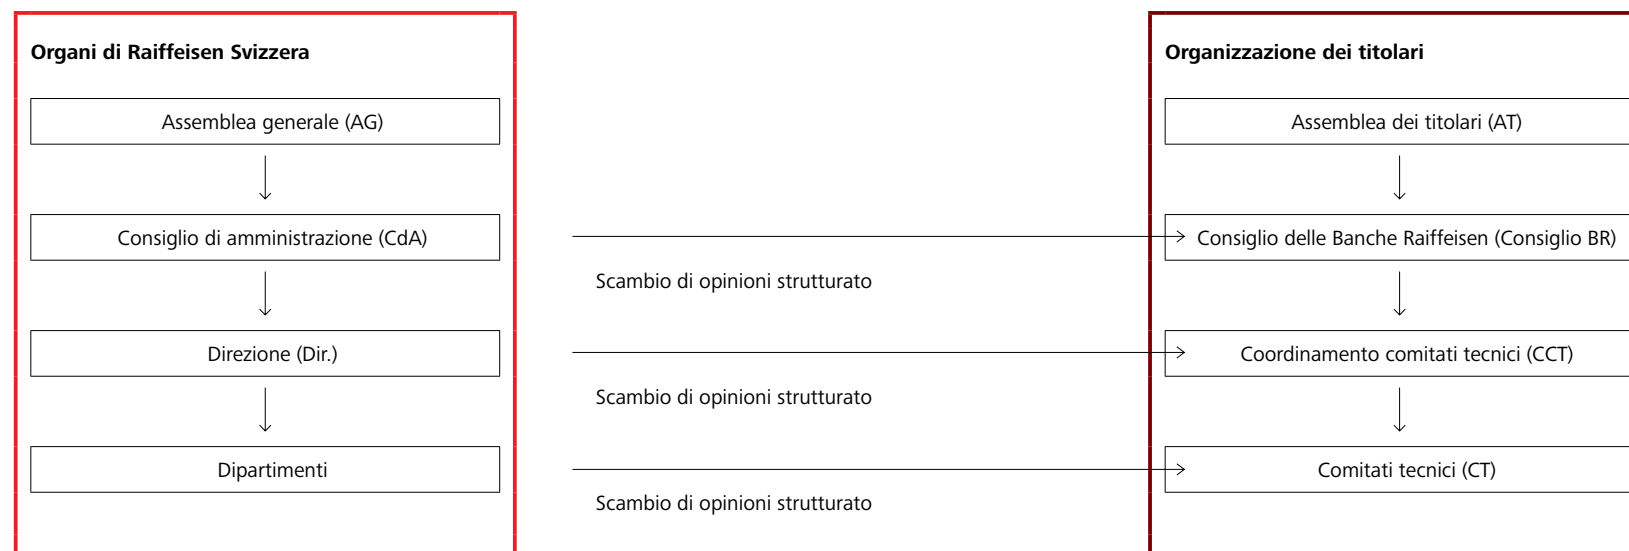 Organi di Raiffeisen Svizzera
Assemblea generale (AG)
Consiglio di amministrazione (CdA)
Direzione (Dir.)
Dipartimenti
Scambio di opinioni strutturato
Scambio di opinioni strutturato
Scambio di opinioni strutturato
Organizzazione dei titolari
Assemblea dei titolari (AT)
Consiglio delle Banche Raiffeisen (Consiglio BR)
Coordinamento comitati tecnici (CCT)
Comitati tecnici (CT)